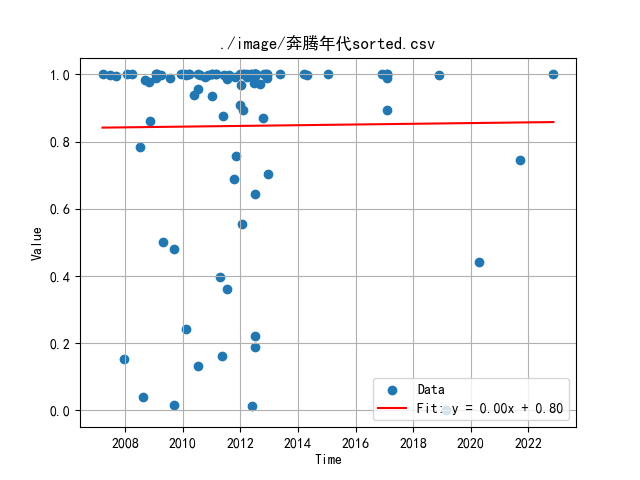 ./image/奔腾年代sorted.csv
1.0
0.8
0.6
0.4
0.2
0.0
Value
2008 2010 2012 2014 2016 2018 2020 2022
Time
Data
Fit: y = 0.00x + 0.80